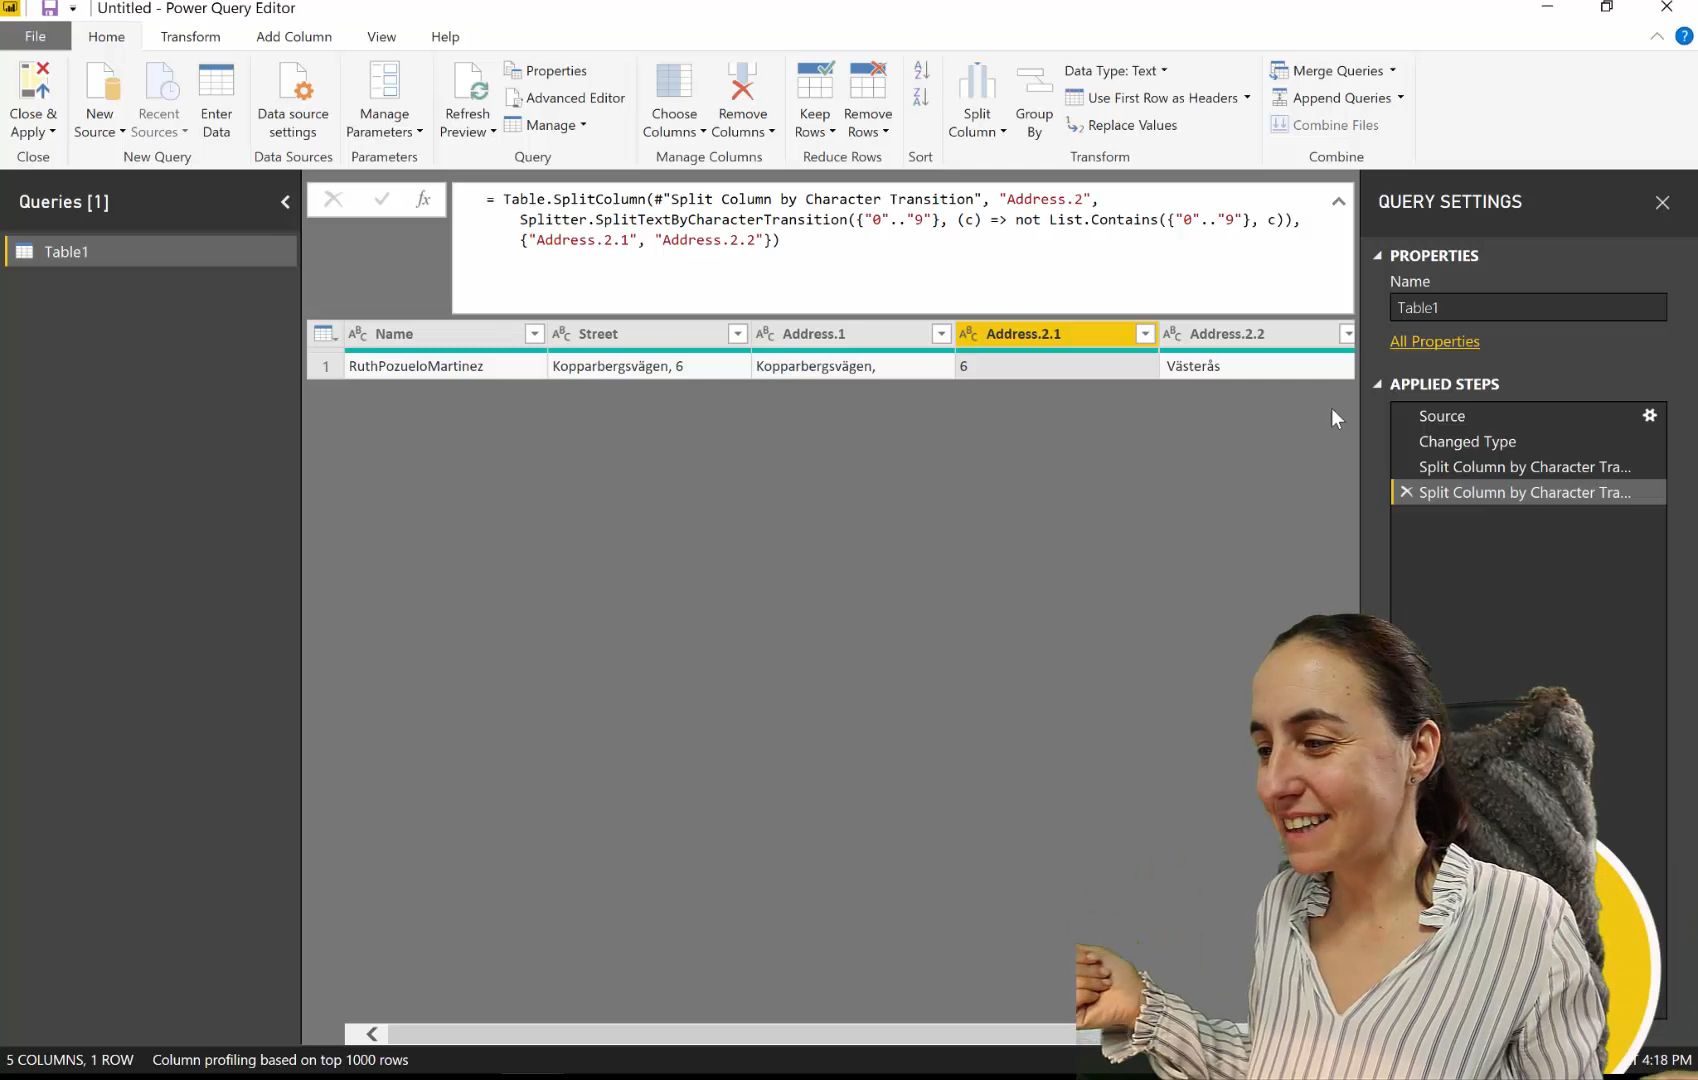 Untitled - Power Query Editor
File
Home
Transform
Add Column
View
Help
Close &
Apply
New
Source
Recent
Sources
Enter
Data
Data source
settings
Manage
Parameters
Refresh
Preview
Properties
Advanced Editor
Manage
Choose
Columns
Remove
Columns
Keep
Rows
Remove
Rows
Split
Column
Group
By
Data Type: Text
Use First Row as Headers
Replace Values
Merge Queries
Append Queries
Combine Files
Close
New Query
Data Sources
Parameters
Query
Manage Columns
Reduce Rows
Sort
Transform
Combine
Queries [1]
Table1
fx
= Table.SplitColumn(#"Split Column by Character Transition", "Address.2",
Splitter.SplitTextByCharacterTransition({"0".."9"}, (c) => not List.Contains({"0".."9"}, c)),
{"Address.2.1", "Address.2.2"})
Name
Street
Address.1
Address.2.1
Address.2.2
1 RuthPozueloMartinez Kopparbergsvägen, 6 Kopparbergsvägen, 6 Västerås
QUERY SETTINGS
PROPERTIES
Name
Table1
All Properties
APPLIED STEPS
Source
Changed Type
Split Column by Character Tra...
Split Column by Character Tra...
5 COLUMNS, 1 ROW
Column profiling based on top 1000 rows
4:18 PM